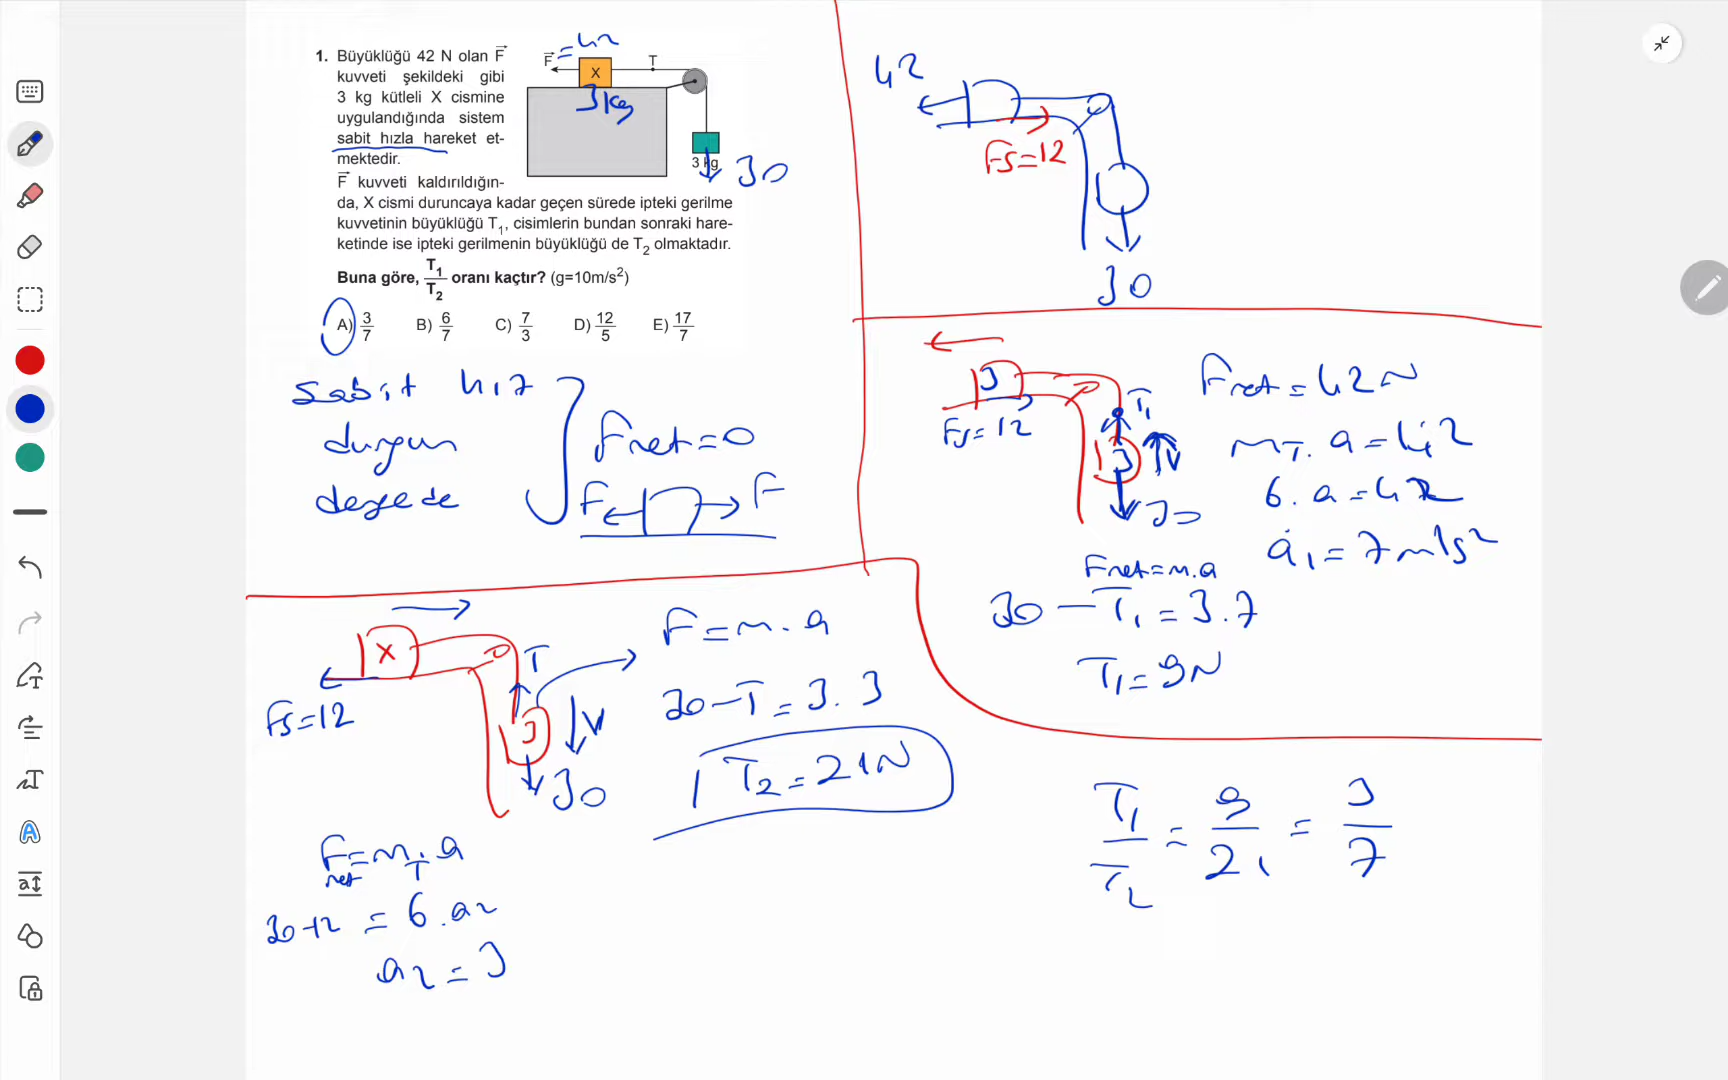 1. Büyüklüğü 42 N olan F
kuvveti şekildeki gibi
3 kg kütleli X cismine
uygulandığında sistem
sabit hızla hareket et-
mektedir.
F kuvveti kaldırıldığın-
da, X cismi duruncaya kadar geçen sürede ipteki gerilme
kuvvetinin büyüklüğü T1, cisimlerin bundan sonraki hare-
ketinde ise ipteki gerilmenin büyüklüğü de T2 olmaktadır.
Buna göre, T1/T2 oranı kaçtır? (g=10m/s²)
A) 3/7 B) 6/7 C) 7/3 D) 12/5 E) 17/7
F =42
X
T
3kg
3 kg
30
42
Fs=12
30
sabit hız
durgun
dengede
Fnet=0
F F
3
Fs=12
T1
3
V
30
Fnet=42N
mT.a=42
6.a=42
a1=7m/s²
Fnet=m.a
30-T1=3.7
T1=9N
X
Fs=12
T
3
V
30
F=m.a
30-T=3.3
T2=21N
Fnet=mT.a
30-12=6.a2
a2=3
T1/T2=9/21=3/7